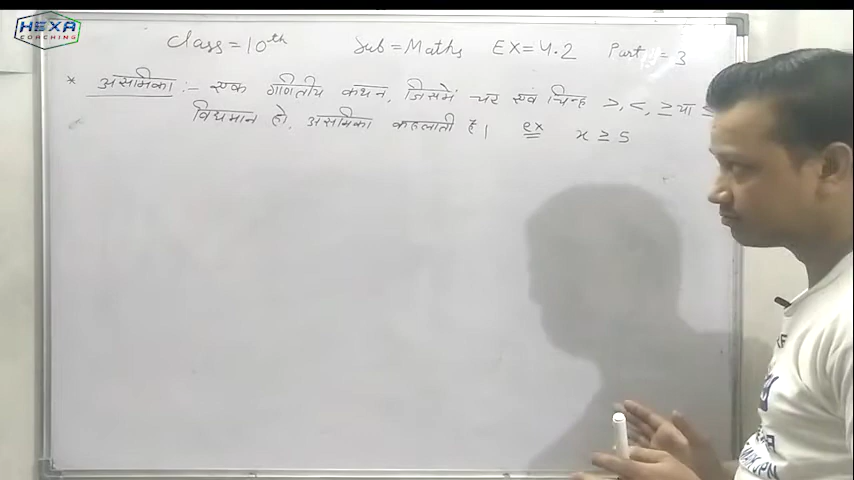 HEXA
COACHING
Class = 10th Sub = Maths EX = 4.2 Part = 3
* असमिका :- एक गणितीय कथन, जिसमें चर एवं चिन्ह >, <, ≥ या ≤
विद्यमान हो, असमिका कहलाती है। ex x ≥ 5